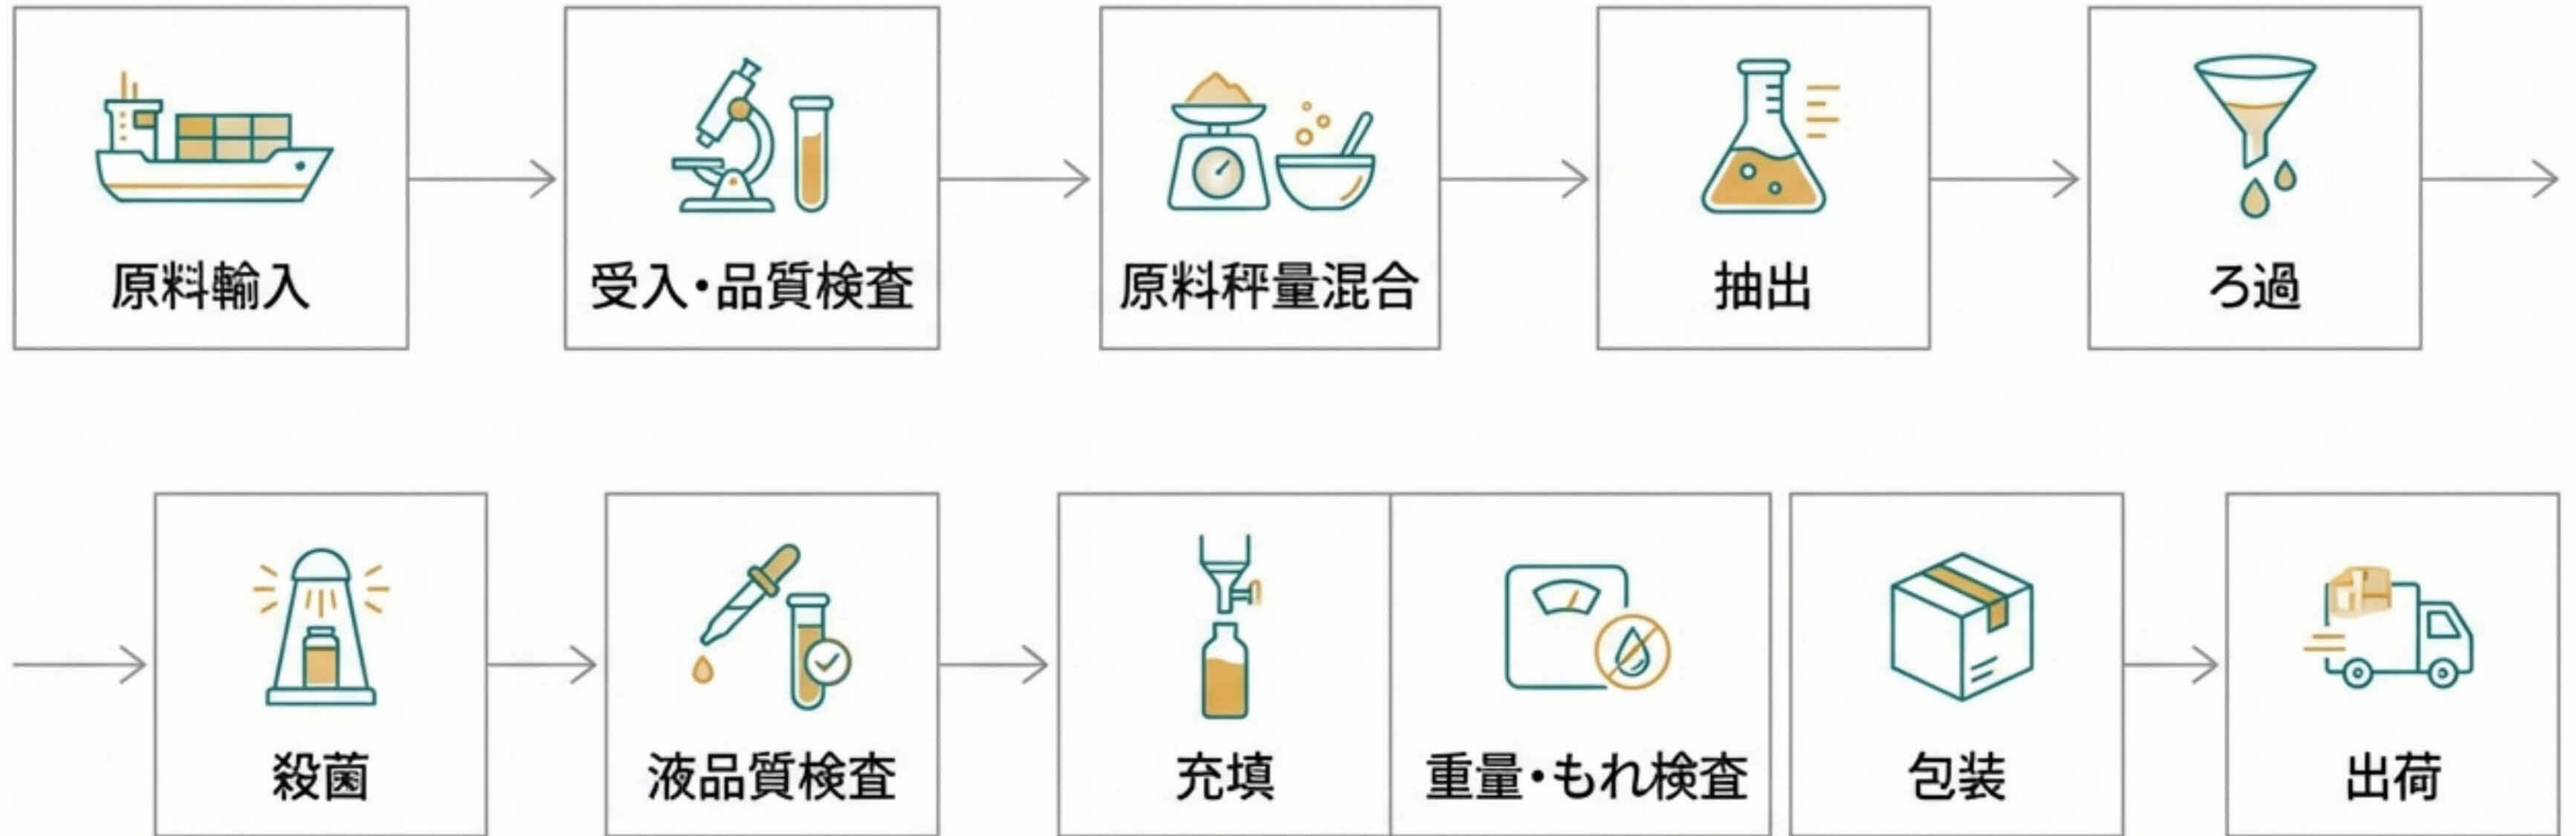 原料輸入
受入・品質検査
原料秤量混合
抽出
ろ過
殺菌
液品質検査
充填
重量・もれ検査
包装
出荷